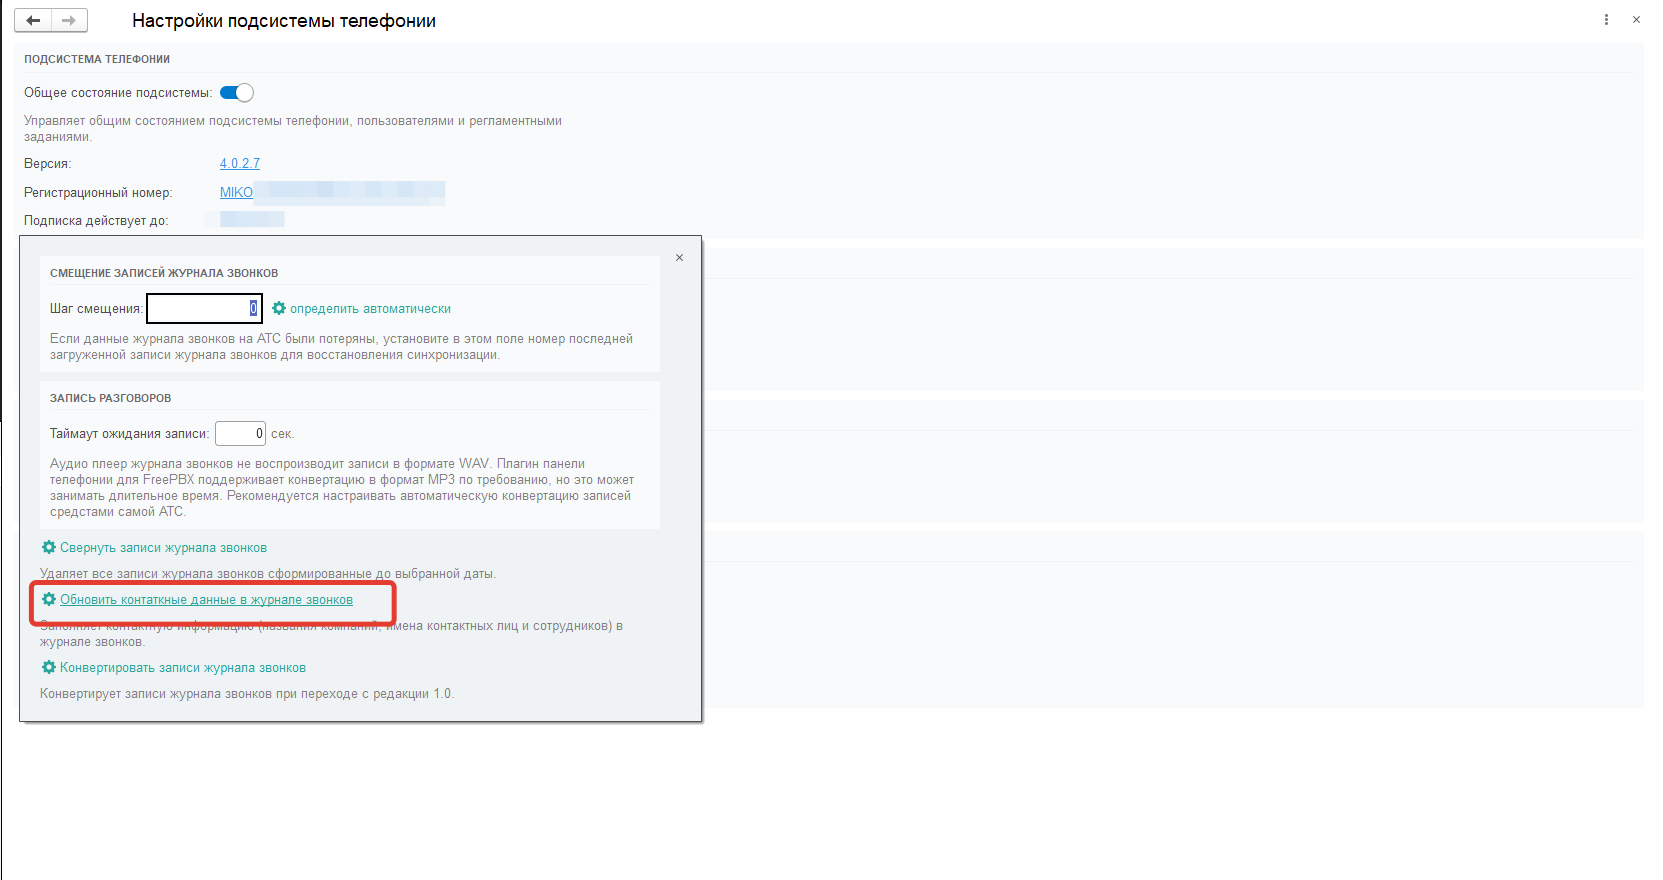 Настройки подсистемы телефонии
ПОДСИСТЕМА ТЕЛЕФОНИИ
Общее состояние подсистемы:
Управляет общим состоянием подсистемы телефонии, пользователями и регламентными
заданиями.
Версия: 4.0.2.7
Регистрационный номер: MIKO
Подписка действует до:
СМЕЩЕНИЕ ЗАПИСЕЙ ЖУРНАЛА ЗВОНКОВ
Шаг смещения: 0 определить автоматически
Если данные журнала звонков на АТС были потеряны, установите в этом поле номер последней
загруженной записи журнала звонков для восстановления синхронизации.
ЗАПИСЬ РАЗГОВОРОВ
Таймаут ожидания записи: 0 сек.
Аудио плеер журнала звонков не воспроизводит записи в формате WAV. Плагин панели
телефонии для FreePBX поддерживает конвертацию в формат MP3 по требованию, но это может
занимать длительное время. Рекомендуется настраивать автоматическую конвертацию записей
средстами самой АТС.
Свернуть записи журнала звонков
Удаляет все записи журнала звонков сформированные до выбранной даты.
Обновить контаткные данные в журнале звонков
Заполняет контактную информацию (названия компаний, имена контактных лиц и сотрудников) в
журнале звонков.
Конвертировать записи журнала звонков
Конвертирует записи журнала звонков при переходе с редакции 1.0.